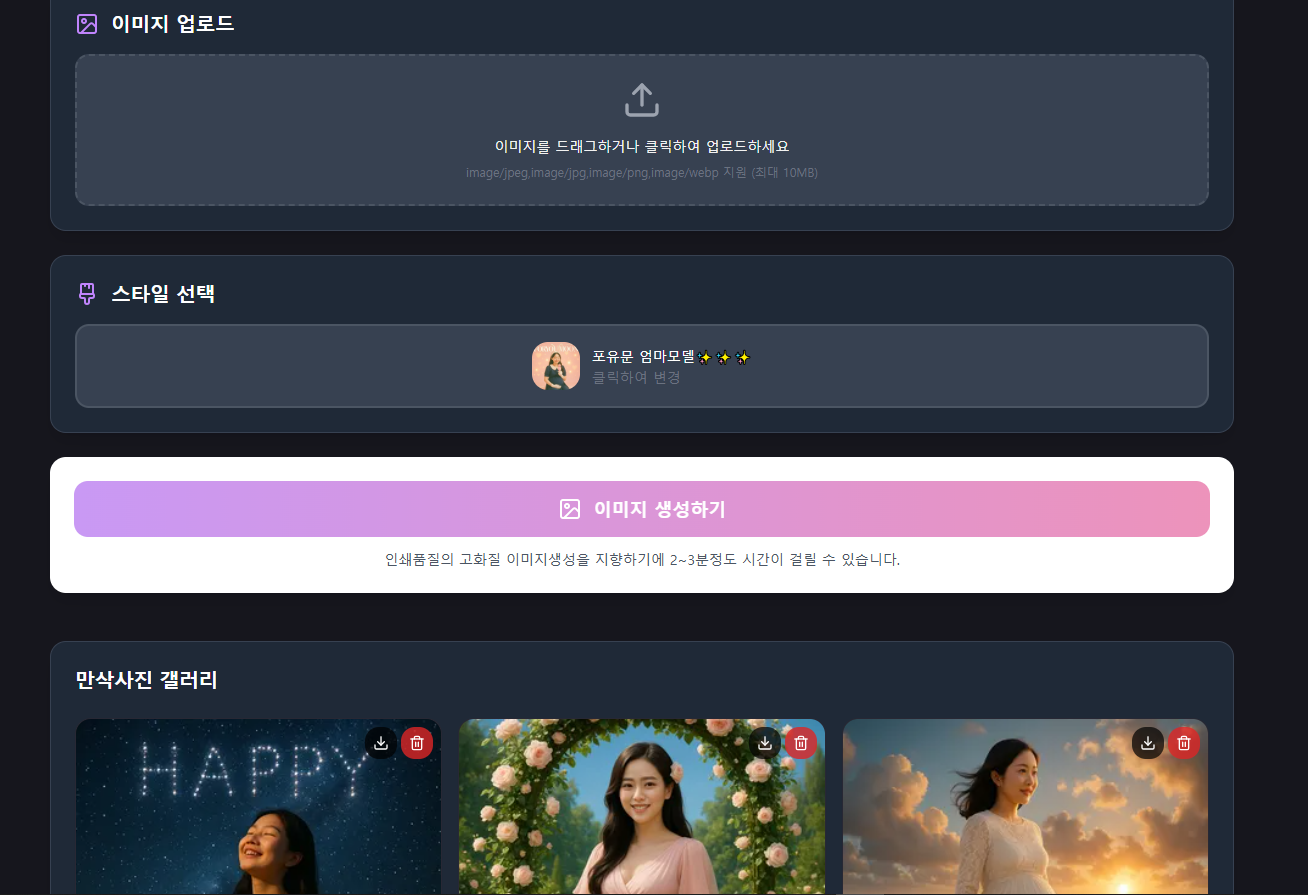 이미지 업로드
이미지를 드래그하거나 클릭하여 업로드하세요
image/jpeg,image/jpg,image/png,image/webp 지원 (최대 10MB)
스타일 선택
포유문 엄마모델✨✨✨
클릭하여 변경
이미지 생성하기
인쇄품질의 고화질 이미지생성을 지향하기에 2~3분정도 시간이 걸릴 수 있습니다.
만삭사진 갤러리
HAPPY